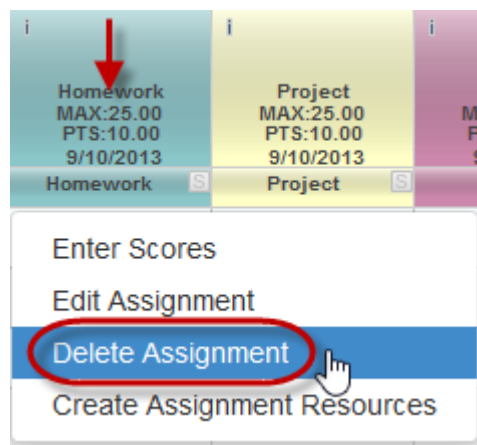 i i i
Homework Project
MAX:25.00 MAX:25.00 M
PTS:10.00 PTS:10.00 P
9/10/2013 9/10/2013
Homework S Project S
Enter Scores
Edit Assignment
Delete Assignment
Create Assignment Resources